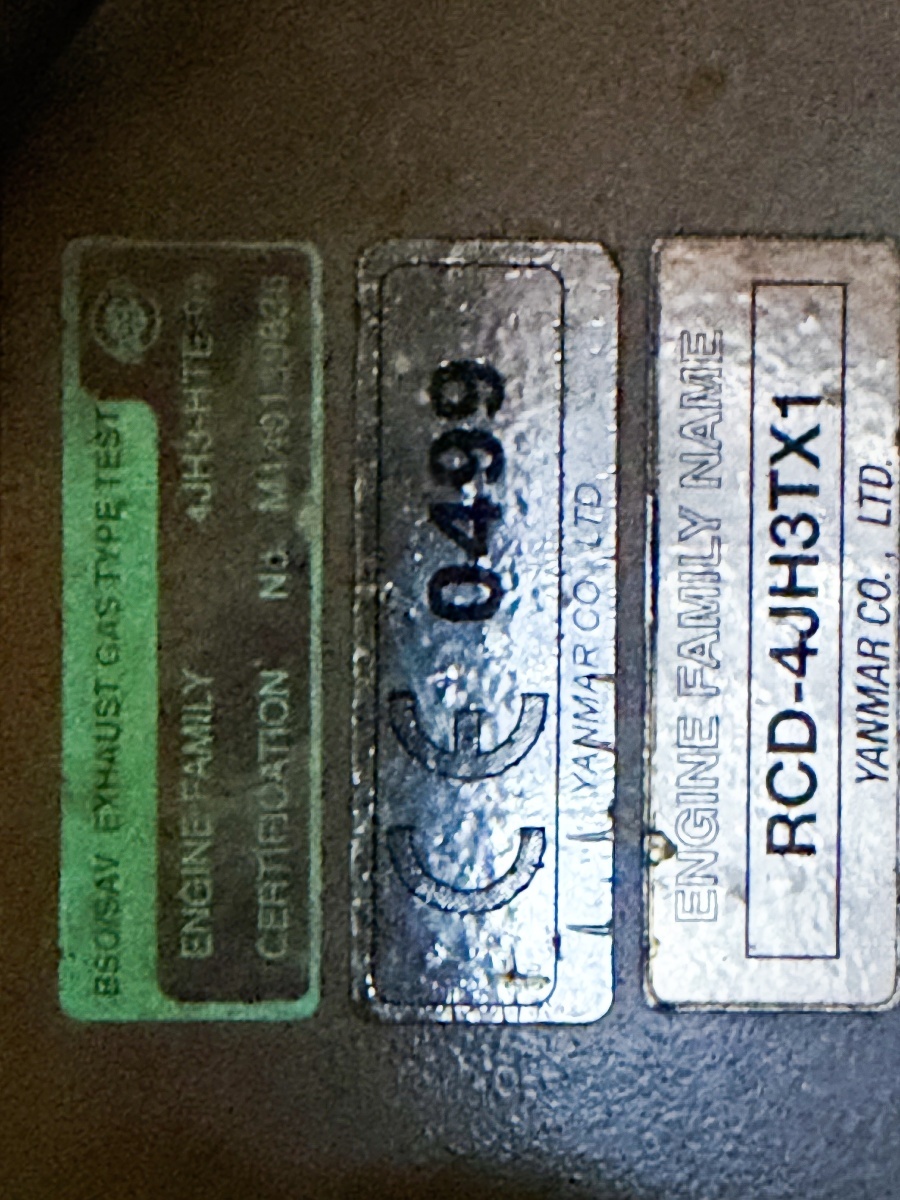 BSO/SAV EXHAUST GAS TYPE TEST
ENGINE FAMILY
CERTIFICATION No.
CE 0499
YANMAR CO LTD
ENGINE FAMILY NAME
RCD-4JH3TX1
YANMAR CO., LTD.